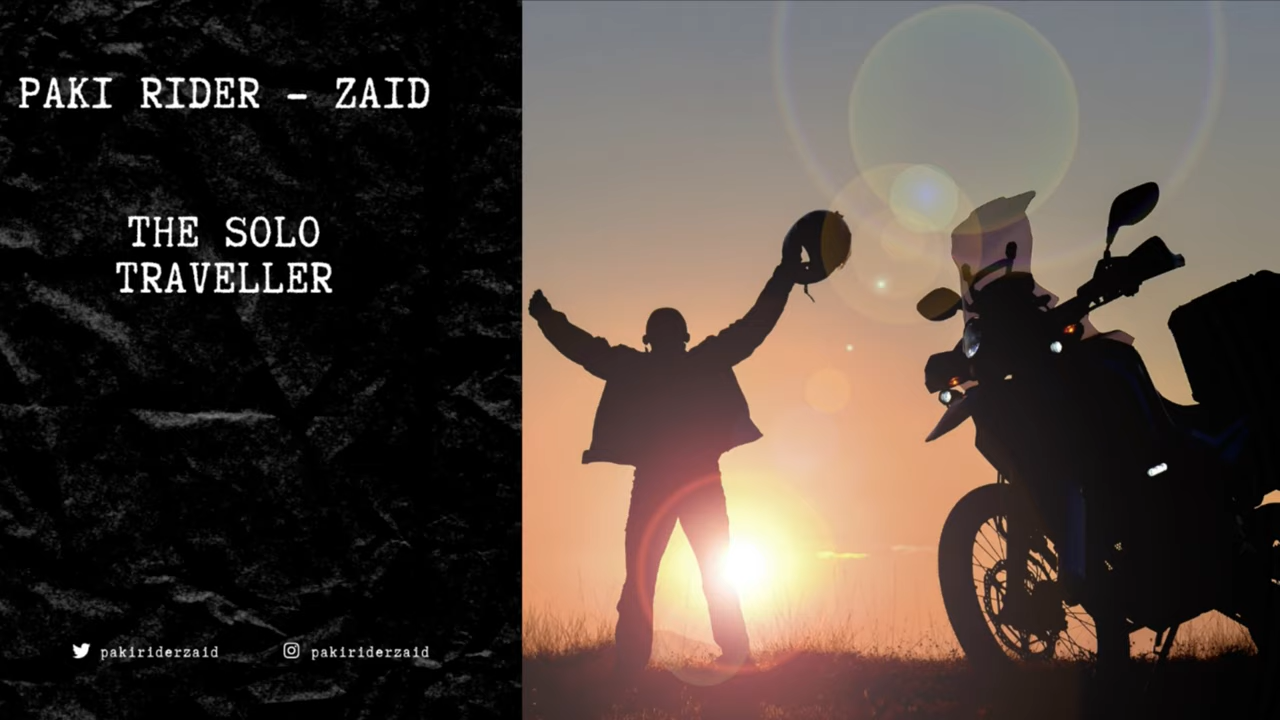 PAKI RIDER - ZAID
THE SOLO
TRAVELLER
pakiriderzaid
pakiriderzaid